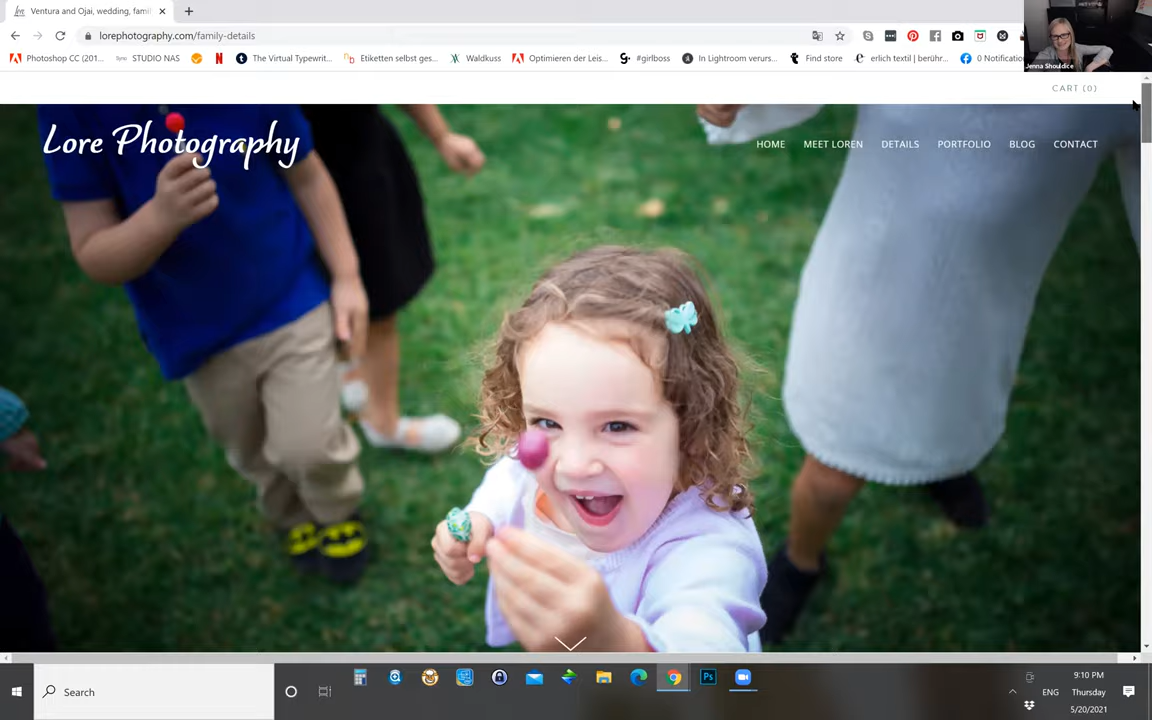 Ventura and Ojai, wedding, fami
lorephotography.com/family-details
Photoshop CC (201...
STUDIO NAS
The Virtual Typewrit...
Etiketten selbst ges...
Waldkuss
Optimieren der Leis...
#girlboss
In Lightroom verurs...
Find store
erlich textil | berühr...
0 Notification
Jenna Shouldice
CART (0)
Lore Photography
HOME
MEET LOREN
DETAILS
PORTFOLIO
BLOG
CONTACT
Search
Ps
ENG
9:10 PM
Thursday
5/20/2021